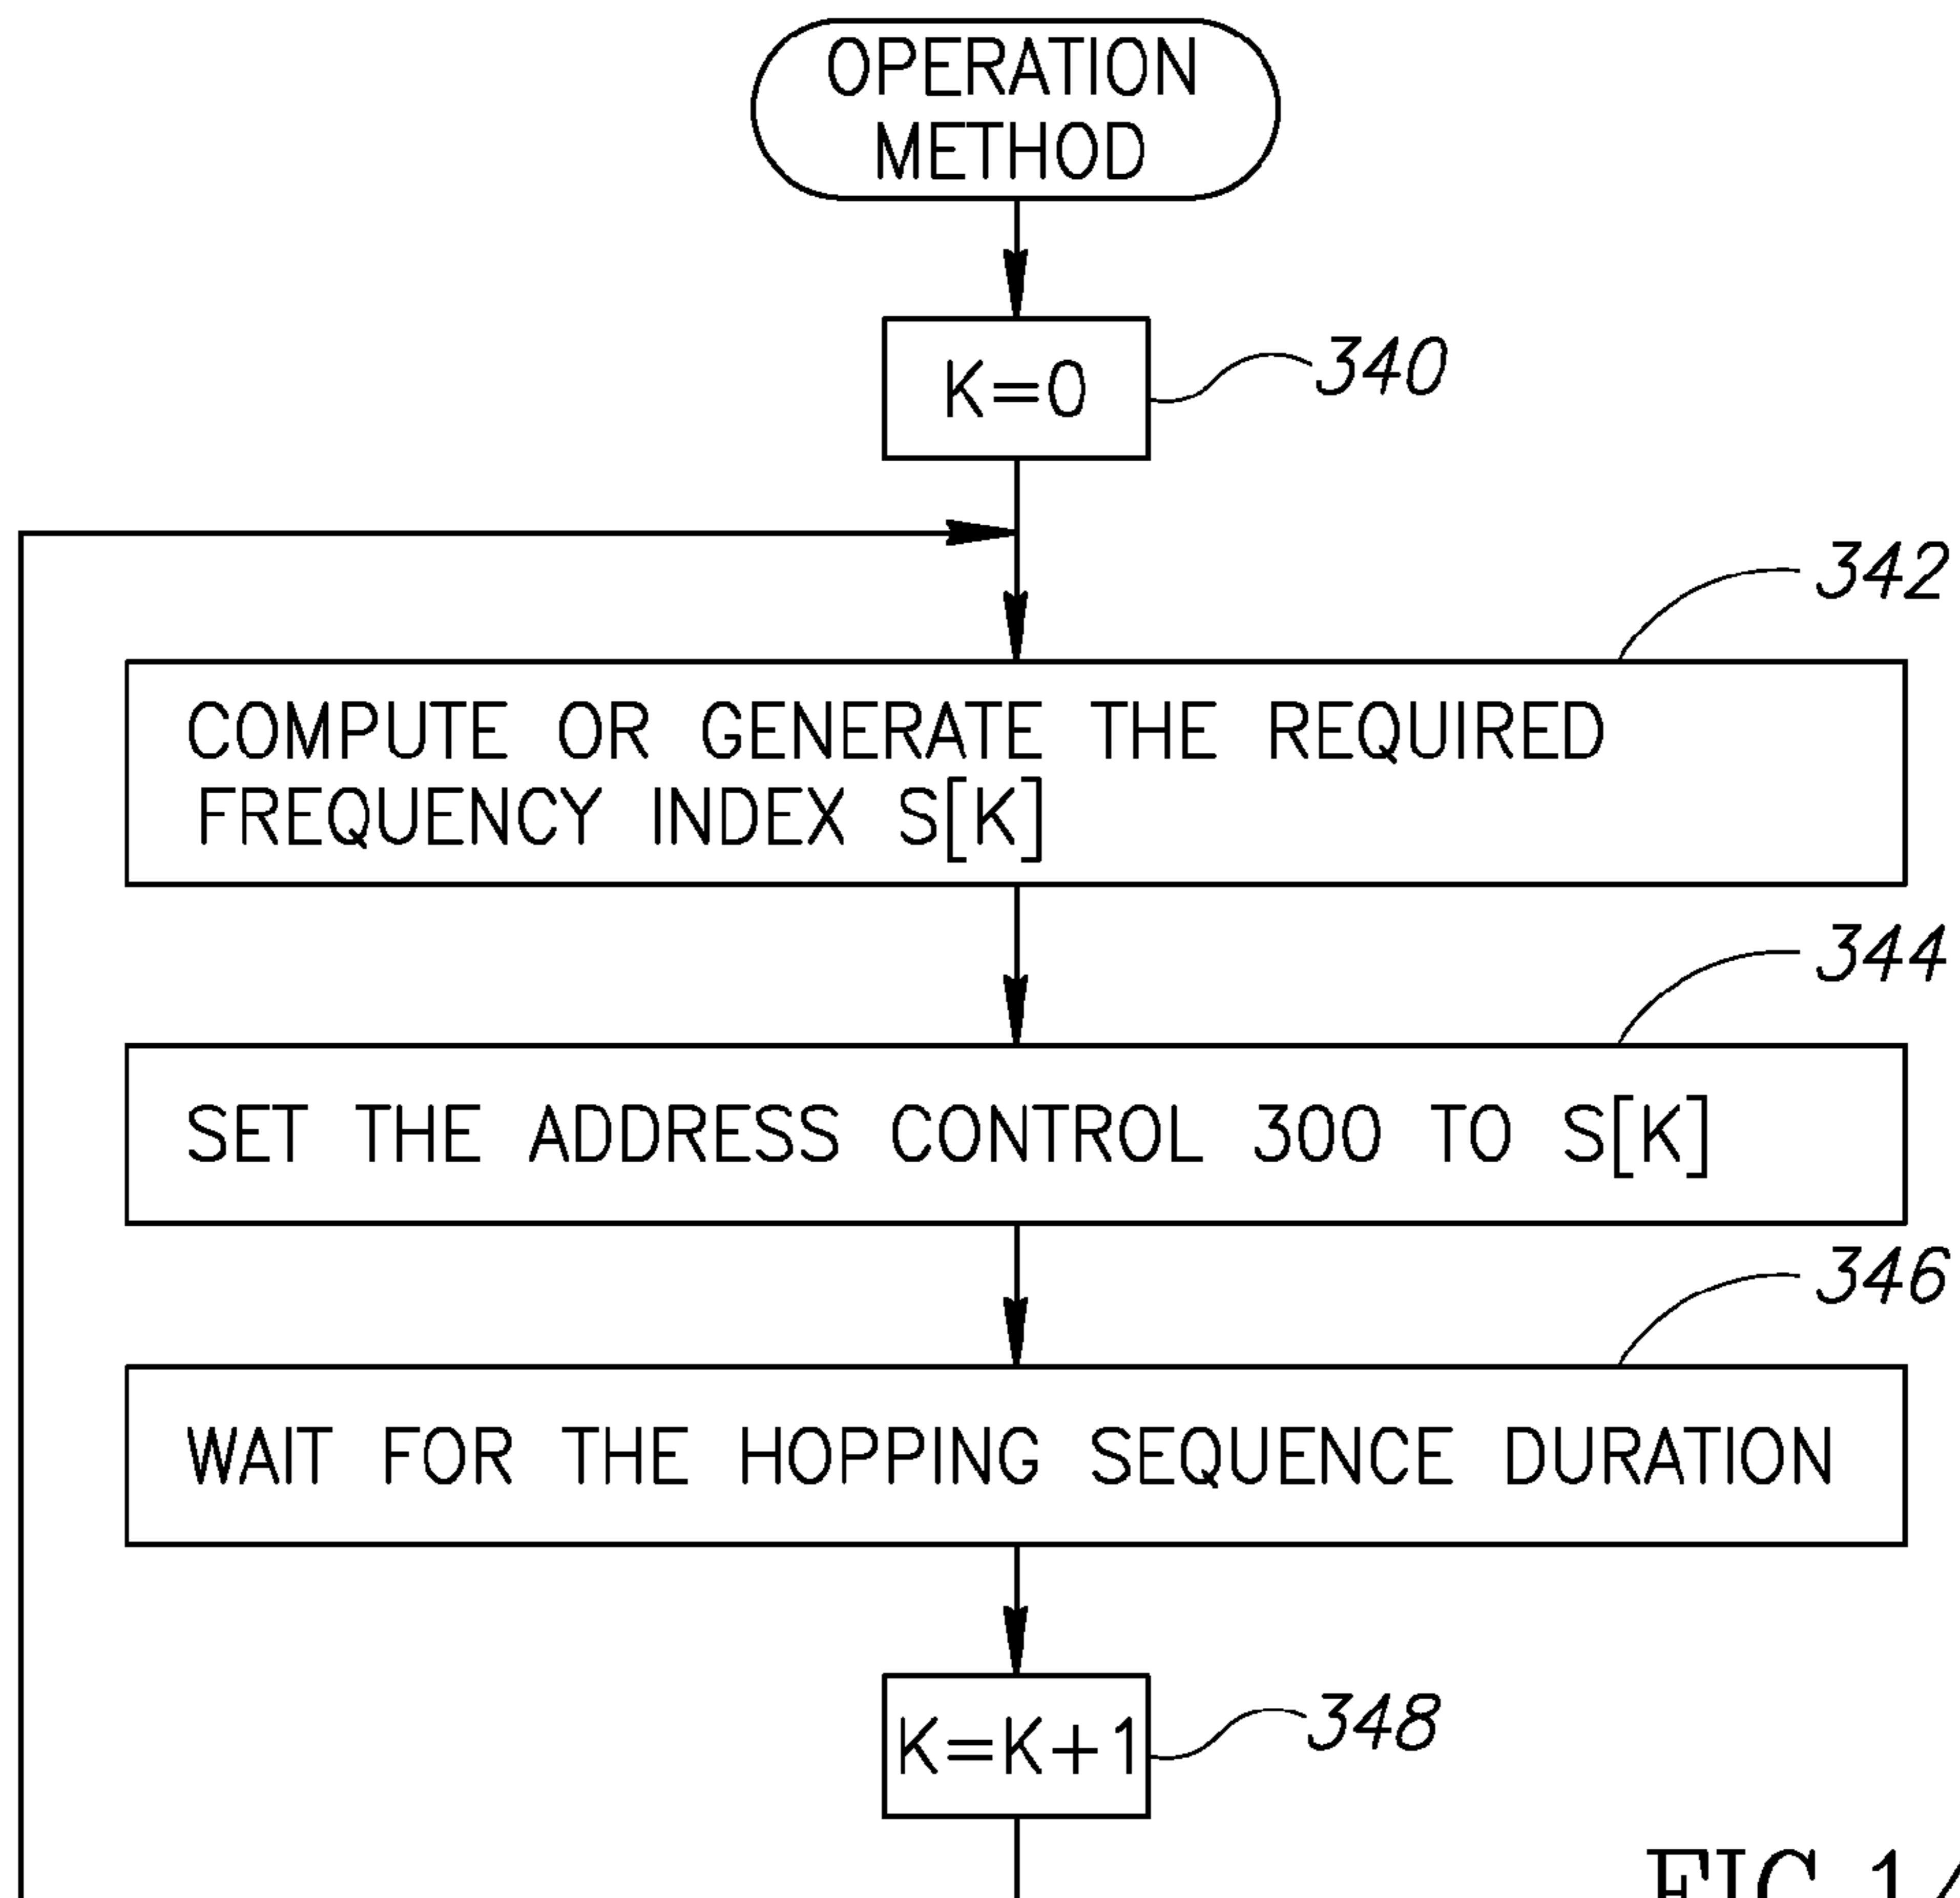 OPERATION
METHOD
K=0
340
342
COMPUTE OR GENERATE THE REQUIRED
FREQUENCY INDEX S[K]
344
SET THE ADDRESS CONTROL 300 TO S[K]
346
WAIT FOR THE HOPPING SEQUENCE DURATION
K=K+1
348